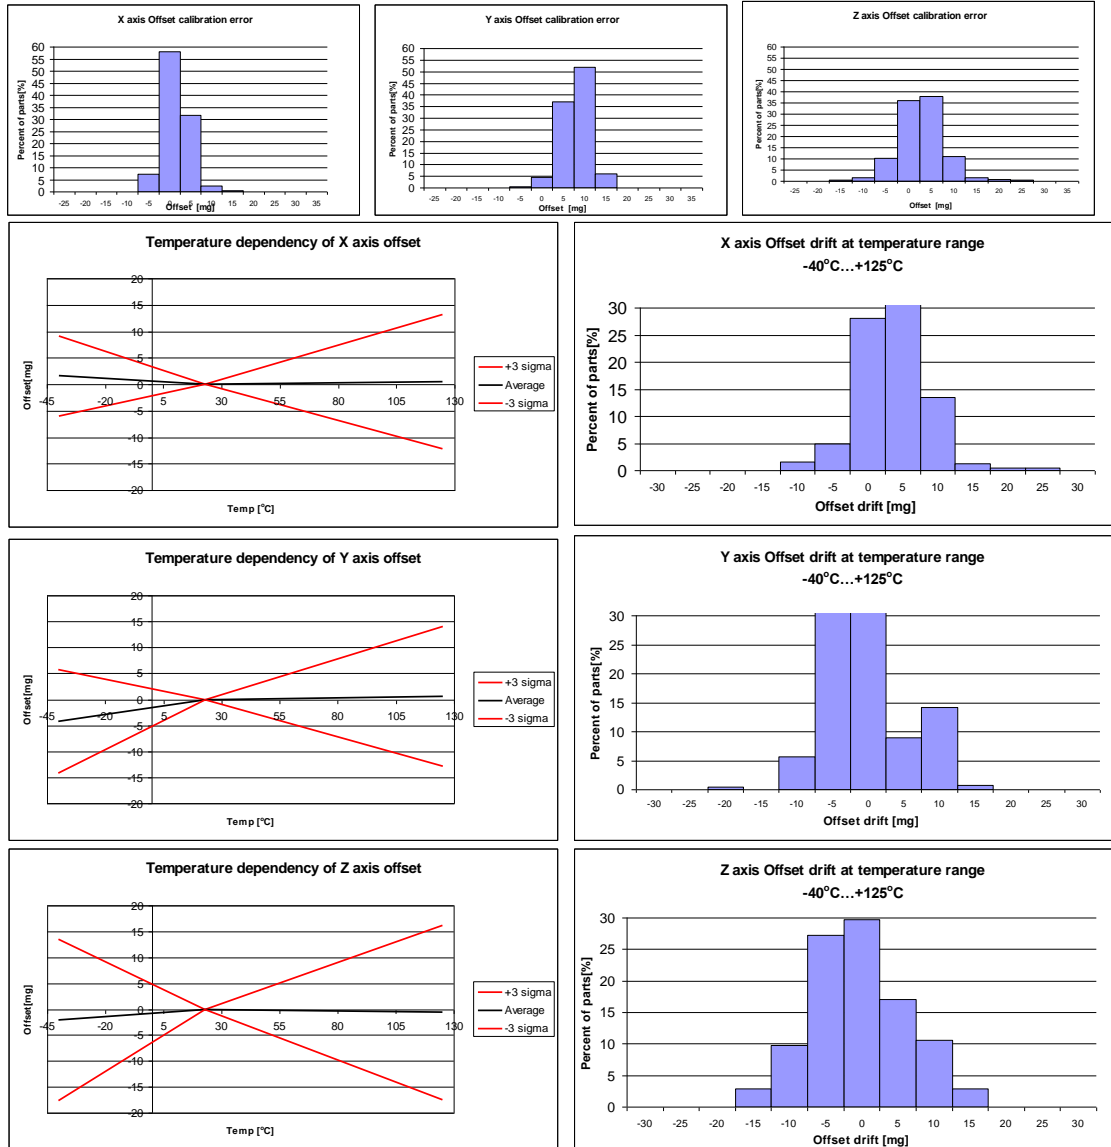 X axis Offset calibration error
Percent of parts[%]
60
55
50
45
40
35
30
25
20
15
10
5
0
-25 -20 -15 -10 -5 0 5 10 15 20 25 30 35
Offset [mg]
Y axis Offset calibration error
Percent of parts[%]
60
55
50
45
40
35
30
25
20
15
10
5
0
-25 -20 -15 -10 -5 0 5 10 15 20 25 30 35
Offset [mg]
Z axis Offset calibration error
Percent of parts[%]
60
55
50
45
40
35
30
25
20
15
10
5
0
-25 -20 -15 -10 -5 0 5 10 15 20 25 30 35
Offset [mg]
Temperature dependency of X axis offset
Offset[mg]
20
15
10
5
0
-5
-10
-15
-20
-45 -20 5 30 55 80 105 130
Temp [°C]
+3 sigma
Average
-3 sigma
X axis Offset drift at temperature range
-40°C...+125°C
Percent of parts[%]
30
25
20
15
10
5
0
-30 -25 -20 -15 -10 -5 0 5 10 15 20 25 30
Offset drift [mg]
Temperature dependency of Y axis offset
Offset[mg]
20
15
10
5
0
-5
-10
-15
-20
-45 -20 5 30 55 80 105 130
Temp [°C]
+3 sigma
Average
-3 sigma
Y axis Offset drift at temperature range
-40°C...+125°C
Percent of parts[%]
30
25
20
15
10
5
0
-30 -25 -20 -15 -10 -5 0 5 10 15 20 25 30
Offset drift [mg]
Temperature dependency of Z axis offset
Offset[mg]
20
15
10
5
0
-5
-10
-15
-20
-45 -20 5 30 55 80 105 130
Temp [°C]
+3 sigma
Average
-3 sigma
Z axis Offset drift at temperature range
-40°C...+125°C
Percent of parts[%]
30
25
20
15
10
5
0
-30 -25 -20 -15 -10 -5 0 5 10 15 20 25 30
Offset drift [mg]